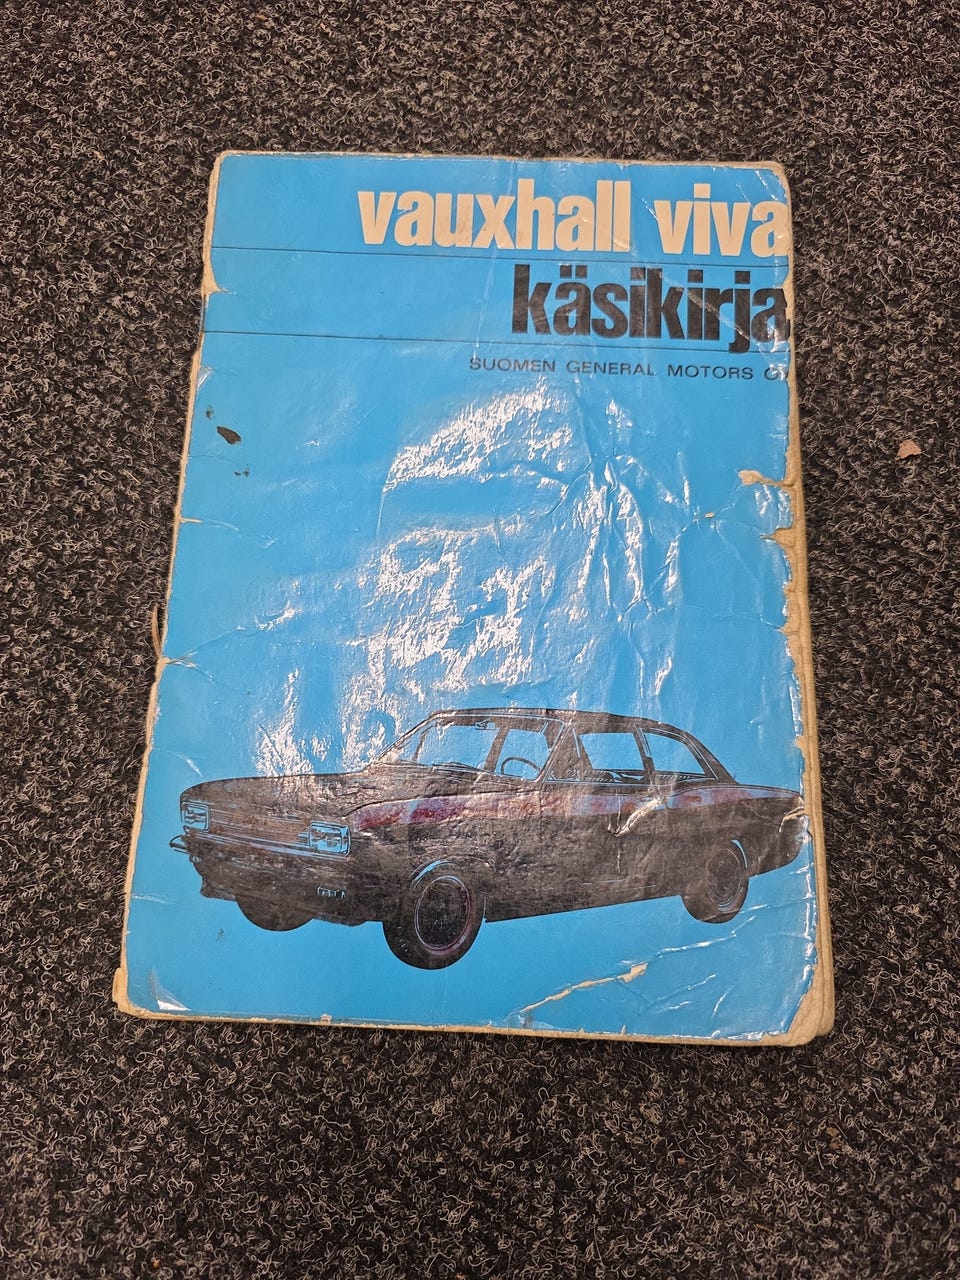 vauxhall viva
käsikirja
SUOMEN GENERAL MOTORS